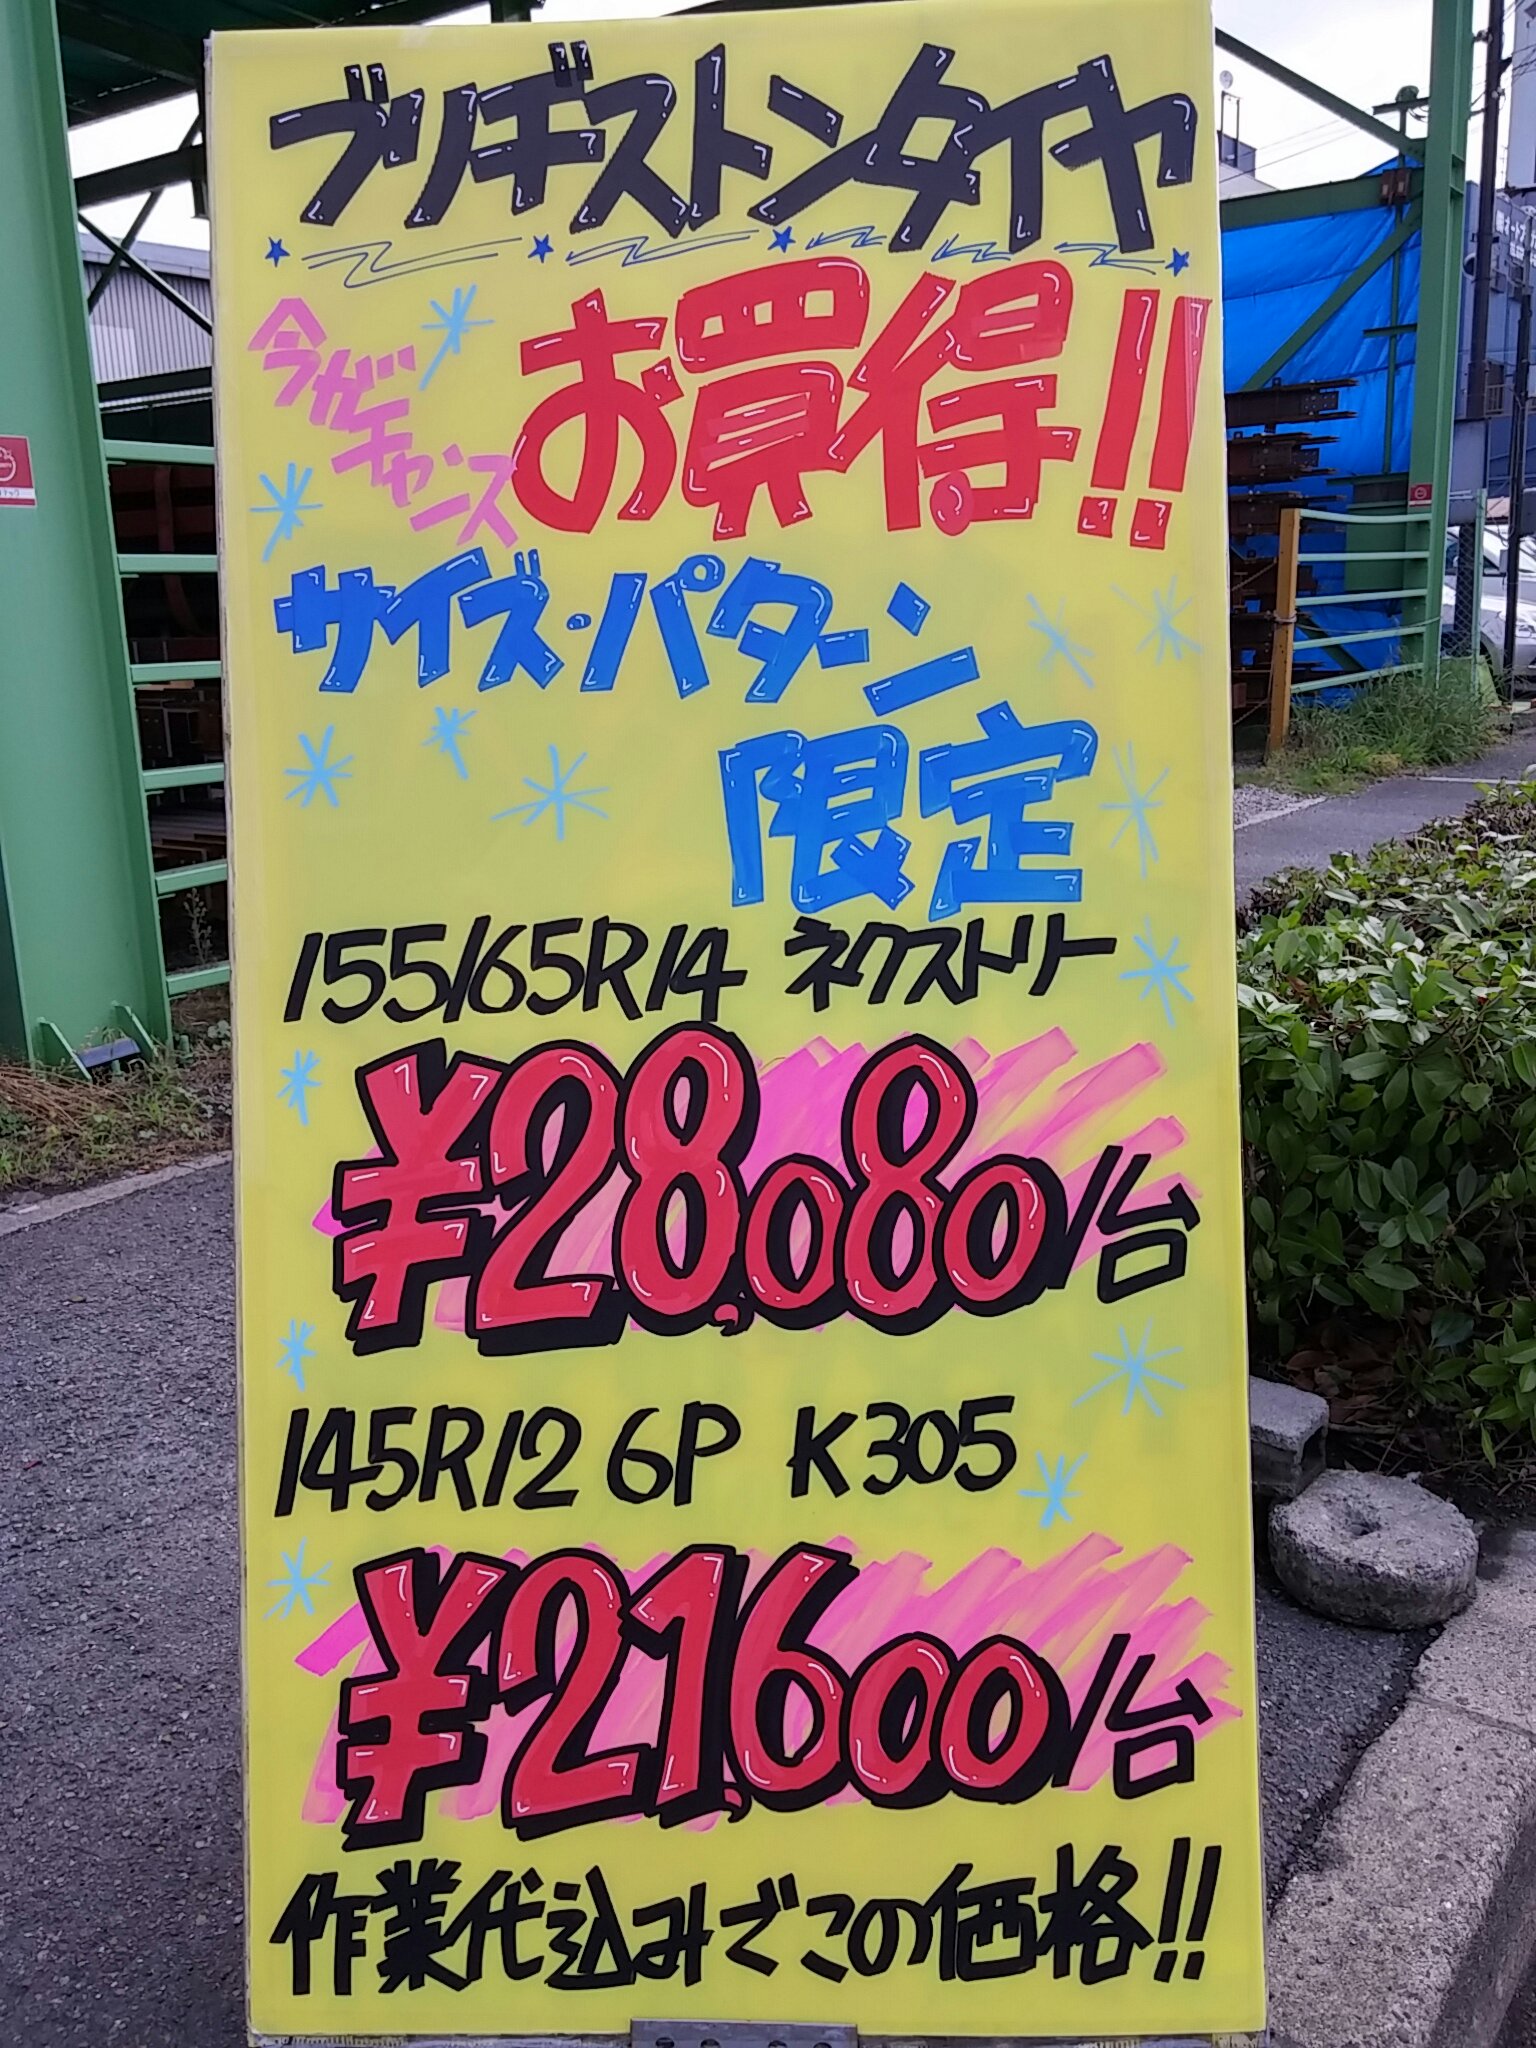 ブリヂストンタイヤ
今がチャンス
お買得!!
サイズ・パターン
限定
155/65R14 ネクストリー
¥28,080/台
145R12 6P K305
¥21,600/台
作業代込みでこの価格!!